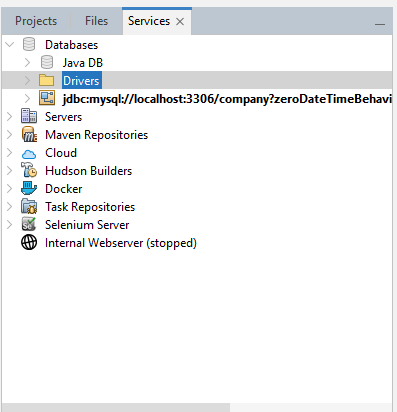 Projects Files Services
Databases
Java DB
Drivers
jdbc:mysql://localhost:3306/company?zeroDateTimeBehavi
Servers
Maven Repositories
Cloud
Hudson Builders
Docker
Task Repositories
Selenium Server
Internal Webserver (stopped)